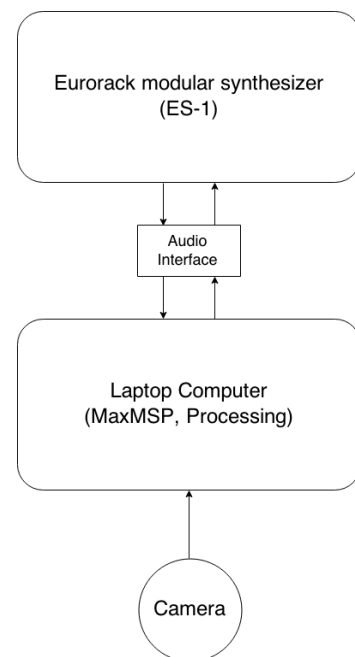 Eurorack modular synthesizer
(ES-1)
Audio
Interface
Laptop Computer
(MaxMSP, Processing)
Camera